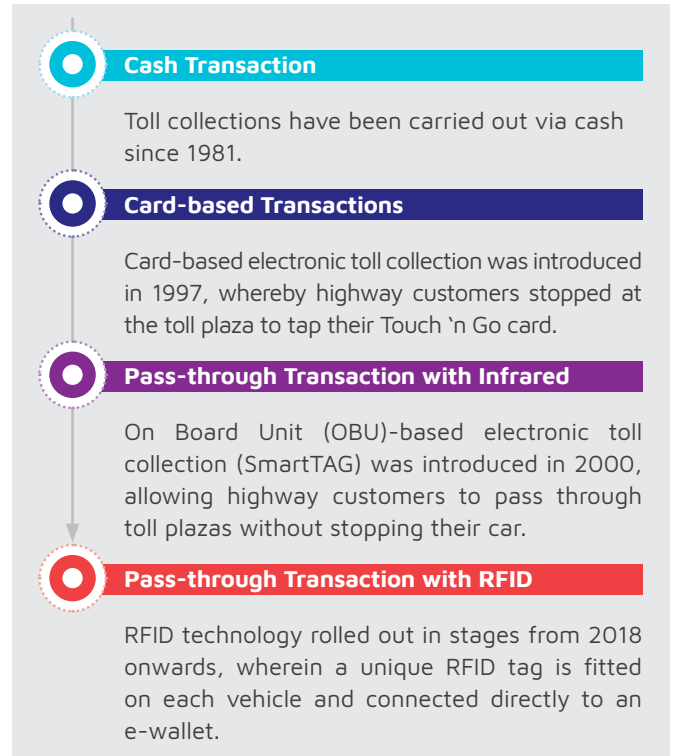 Cash Transaction
Toll collections have been carried out via cash
since 1981.
Card-based Transactions
Card-based electronic toll collection was introduced
in 1997, whereby highway customers stopped at
the toll plaza to tap their Touch ‘n Go card.
Pass-through Transaction with Infrared
On Board Unit (OBU)-based electronic toll
collection (SmartTAG) was introduced in 2000,
allowing highway customers to pass through
toll plazas without stopping their car.
Pass-through Transaction with RFID
RFID technology rolled out in stages from 2018
onwards, wherein a unique RFID tag is fitted
on each vehicle and connected directly to an
e-wallet.